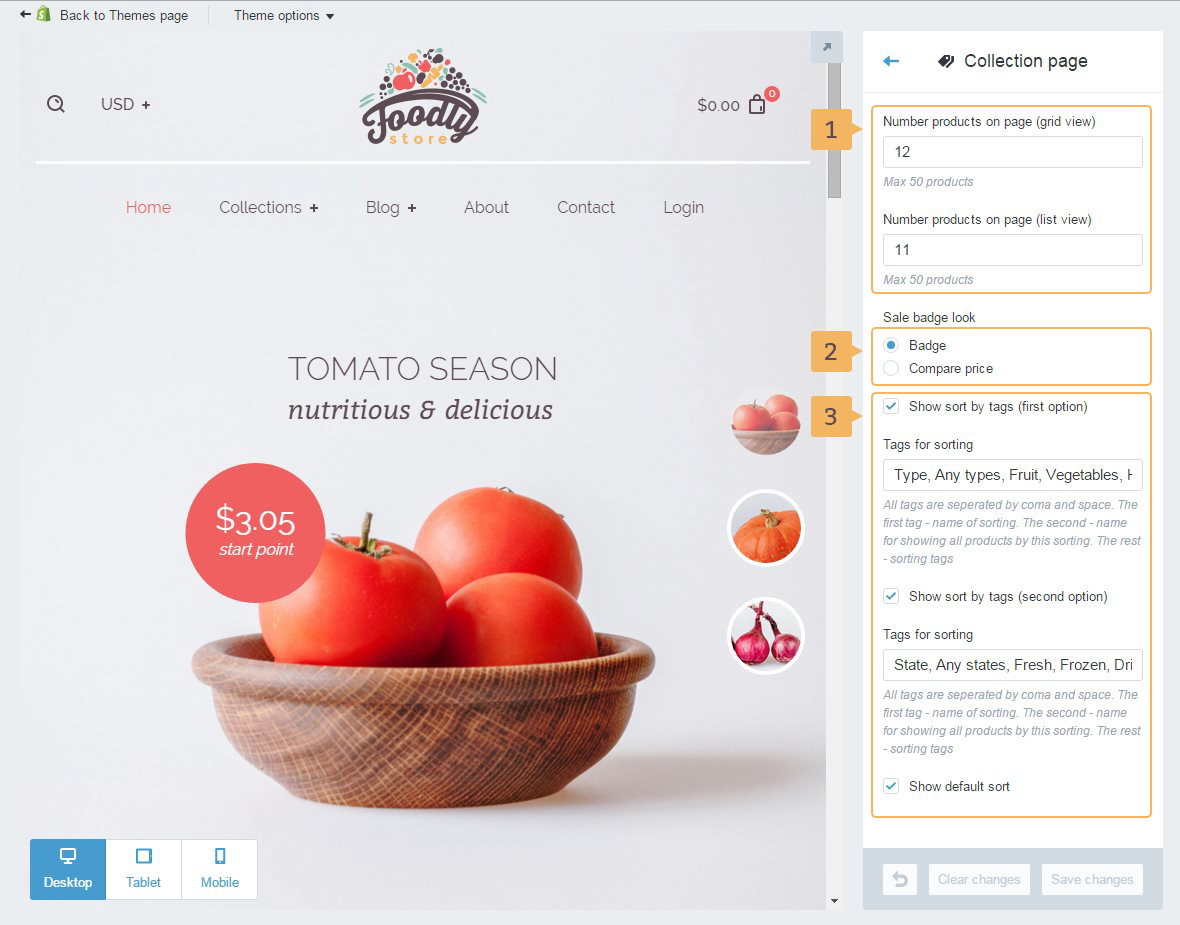 Back to Themes page
Theme options
USD +
Foodly
store
$0.00
0
Home
Collections +
Blog +
About
Contact
Login
TOMATO SEASON
nutritious & delicious
$3.05
start point
Desktop
Tablet
Mobile
Collection page
1
Number products on page (grid view)
12
Max 50 products
Number products on page (list view)
11
Max 50 products
Sale badge look
2
Badge
Compare price
3
Show sort by tags (first option)
Tags for sorting
Type, Any types, Fruit, Vegetables,
All tags are seperated by coma and space. The
first tag - name of sorting. The second - name
for showing all products by this sorting. The rest
- sorting tags
Show sort by tags (second option)
Tags for sorting
State, Any states, Fresh, Frozen, Dri
All tags are seperated by coma and space. The
first tag - name of sorting. The second - name
for showing all products by this sorting. The rest
- sorting tags
Show default sort
Clear changes
Save changes